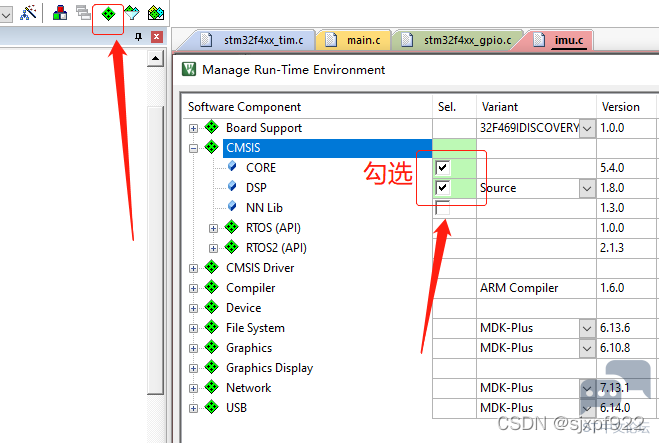 stm32f4xx_tim.c main.c stm32f4xx_gpio.c imu.c
Manage Run-Time Environment
Software Component Sel. Variant Version
Board Support 32F469IDISCOVERY 1.0.0
CMSIS
CORE 5.4.0
勾选
DSP Source 1.8.0
NN Lib 1.3.0
RTOS (API) 1.0.0
RTOS2 (API) 2.1.3
CMSIS Driver
Compiler ARM Compiler 1.6.0
Device
File System MDK-Plus 6.13.6
Graphics MDK-Plus 6.10.8
Graphics Display
Network MDK-Plus 7.13.1
USB MDK-Plus 6.14.0
CSDN @sjxpf922